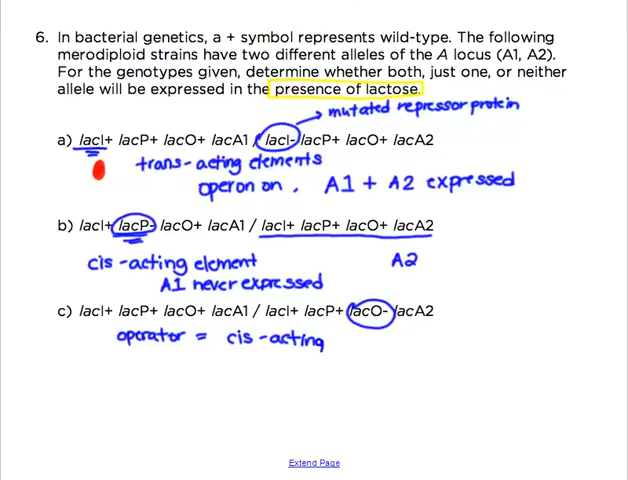 6. In bacterial genetics, a + symbol represents wild-type. The following
merodiploid strains have two different alleles of the A locus (A1, A2).
For the genotypes given, determine whether both, just one, or neither
allele will be expressed in the presence of lactose.
→ mutated repressor protein
a) lacI+ lacP+ lacO+ lacA1 / lacI- lacP+ lacO+ lacA2
trans-acting elements
operon on, A1 + A2 expressed
b) lacI+ lacP- lacO+ lacA1 / lacI+ lacP+ lacO+ lacA2
cis-acting element A2
A1 never expressed
c) lacI+ lacP+ lacO+ lacA1 / lacI+ lacP+ lacO- lacA2
operator = cis-acting
Extend Page